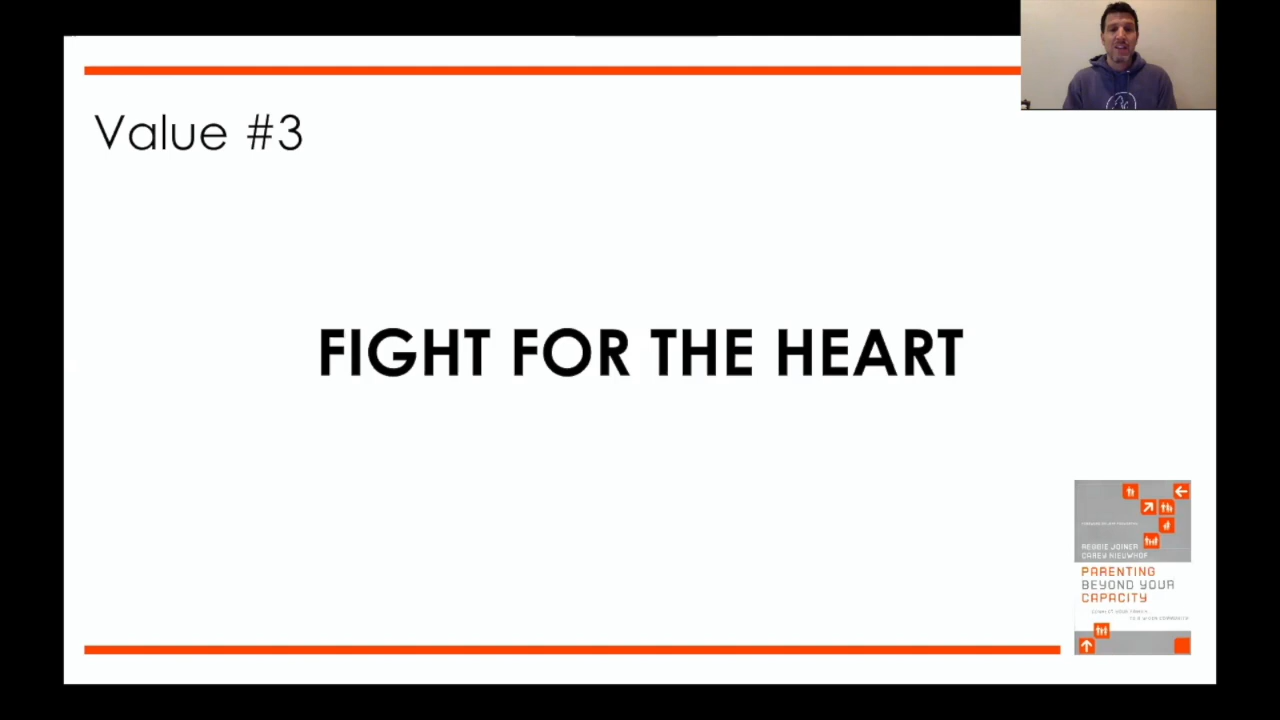 Value #3
FIGHT FOR THE HEART
REGGIE JOINER
CAREY NIEUWHOF
PARENTING
BEYOND YOUR
CAPACITY